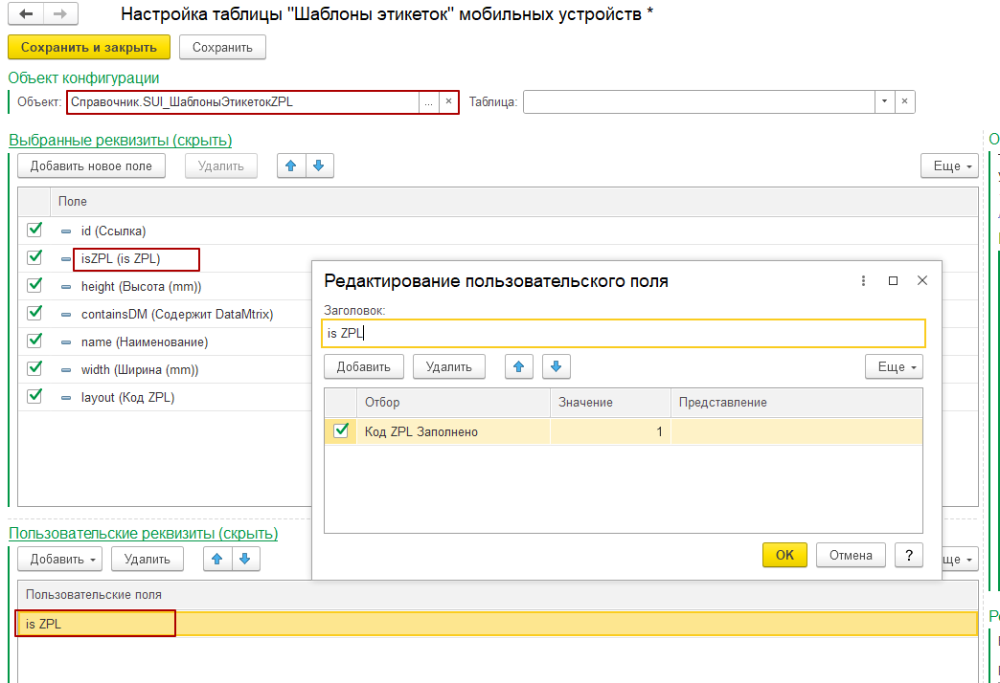 Настройка таблицы "Шаблоны этикеток" мобильных устройств *
Сохранить и закрыть Сохранить
Объект конфигурации
Объект: Справочник.SUI_ШаблоныЭтикетокZPL ... × Таблица: ×
Выбранные реквизиты (скрыть)
Добавить новое поле Удалить Еще
Поле
id (Ссылка)
isZPL (is ZPL)
height (Высота (mm))
containsDM (Содержит DataMtrix)
name (Наименование)
width (Ширина (mm))
layout (Код ZPL)
Редактирование пользовательского поля
Заголовок:
is ZPL
Добавить Удалить Еще
Отбор Значение Представление
Код ZPL Заполнено 1
OK Отмена ?
Пользовательские реквизиты (скрыть)
Добавить Удалить ще
Пользовательские поля
is ZPL